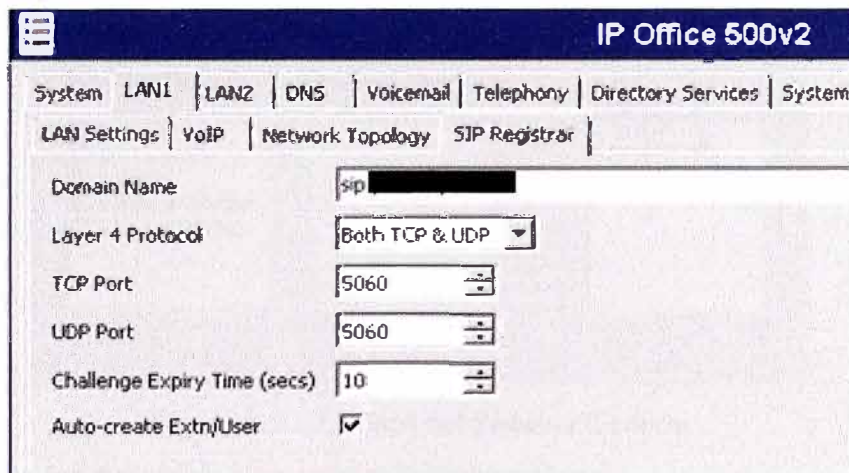 IP Office 500v2
System LAN1 LAN2 DNS Voicemail Telephony Directory Services System
LAN Settings VoIP Network Topology SIP Registrar
Domain Name sip
Layer 4 Protocol Both TCP & UDP
TCP Port 5060
UDP Port 5060
Challenge Expiry Time (secs) 10
Auto-create Extn/User